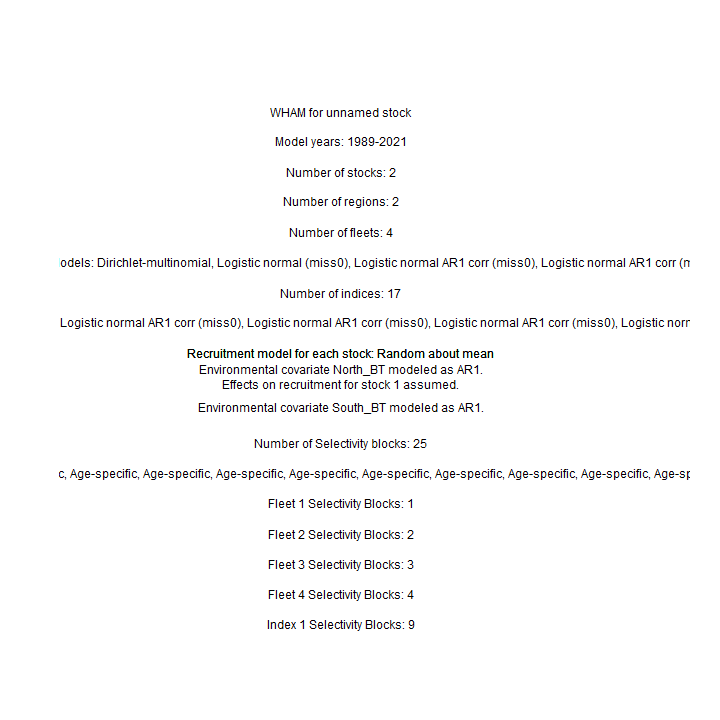 WHAM for unnamed stock
Model years: 1989-2021
Number of stocks: 2
Number of regions: 2
Number of fleets: 4
odels: Dirichlet-multinomial, Logistic normal (miss0), Logistic normal AR1 corr (miss0), Logistic normal AR1 corr (m
Number of indices: 17
Logistic normal AR1 corr (miss0), Logistic normal AR1 corr (miss0), Logistic normal AR1 corr (miss0), Logistic norr
Recruitment model for each stock: Random about mean
Environmental covariate North_BT modeled as AR1.
Effects on recruitment for stock 1 assumed.
Environmental covariate South_BT modeled as AR1.
Number of Selectivity blocks: 25
c, Age-specific, Age-specific, Age-specific, Age-specific, Age-specific, Age-specific, Age-specific, Age-specific, Age-sp
Fleet 1 Selectivity Blocks: 1
Fleet 2 Selectivity Blocks: 2
Fleet 3 Selectivity Blocks: 3
Fleet 4 Selectivity Blocks: 4
Index 1 Selectivity Blocks: 9